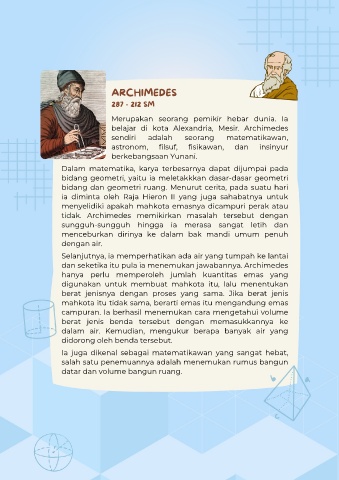 ARCHIMEDES
287 - 212 SM
Merupakan seorang pemikir hebar dunia. Ia
belajar di kota Alexandria, Mesir. Archimedes
sendiri adalah seorang matematikawan,
astronom, filsuf, fisikawan, dan insinyur
berkebangsaan Yunani.
Dalam matematika, karya terbesarnya dapat dijumpai pada
bidang geometri, yaitu ia meletakkkan dasar-dasar geometri
bidang dan geometri ruang. Menurut cerita, pada suatu hari
ia diminta oleh Raja Hieron II yang juga sahabatnya untuk
menyelidiki apakah mahkota emasnya dicampuri perak atau
tidak. Archimedes memikirkan masalah tersebut dengan
sungguh-sungguh hingga ia merasa sangat letih dan
menceburkan dirinya ke dalam bak mandi umum penuh
dengan air.
Selanjutnya, ia memperhatikan ada air yang tumpah ke lantai
dan seketika itu pula ia menemukan jawabannya. Archimedes
hanya perlu memperoleh jumlah kuantitas emas yang
digunakan untuk membuat mahkota itu, lalu menentukan
berat jenisnya dengan proses yang sama. Jika berat jenis
mahkota itu tidak sama, berarti emas itu mengandung emas
campuran. Ia berhasil menemukan cara mengetahui volume
berat jenis benda tersebut dengan memasukkannya ke
dalam air. Kemudian, mengukur berapa banyak air yang
didorong oleh benda tersebut.
Ia juga dikenal sebagai matematikawan yang sangat hebat,
salah satu penemuannya adalah menemukan rumus bangun
datar dan volume bangun ruang.